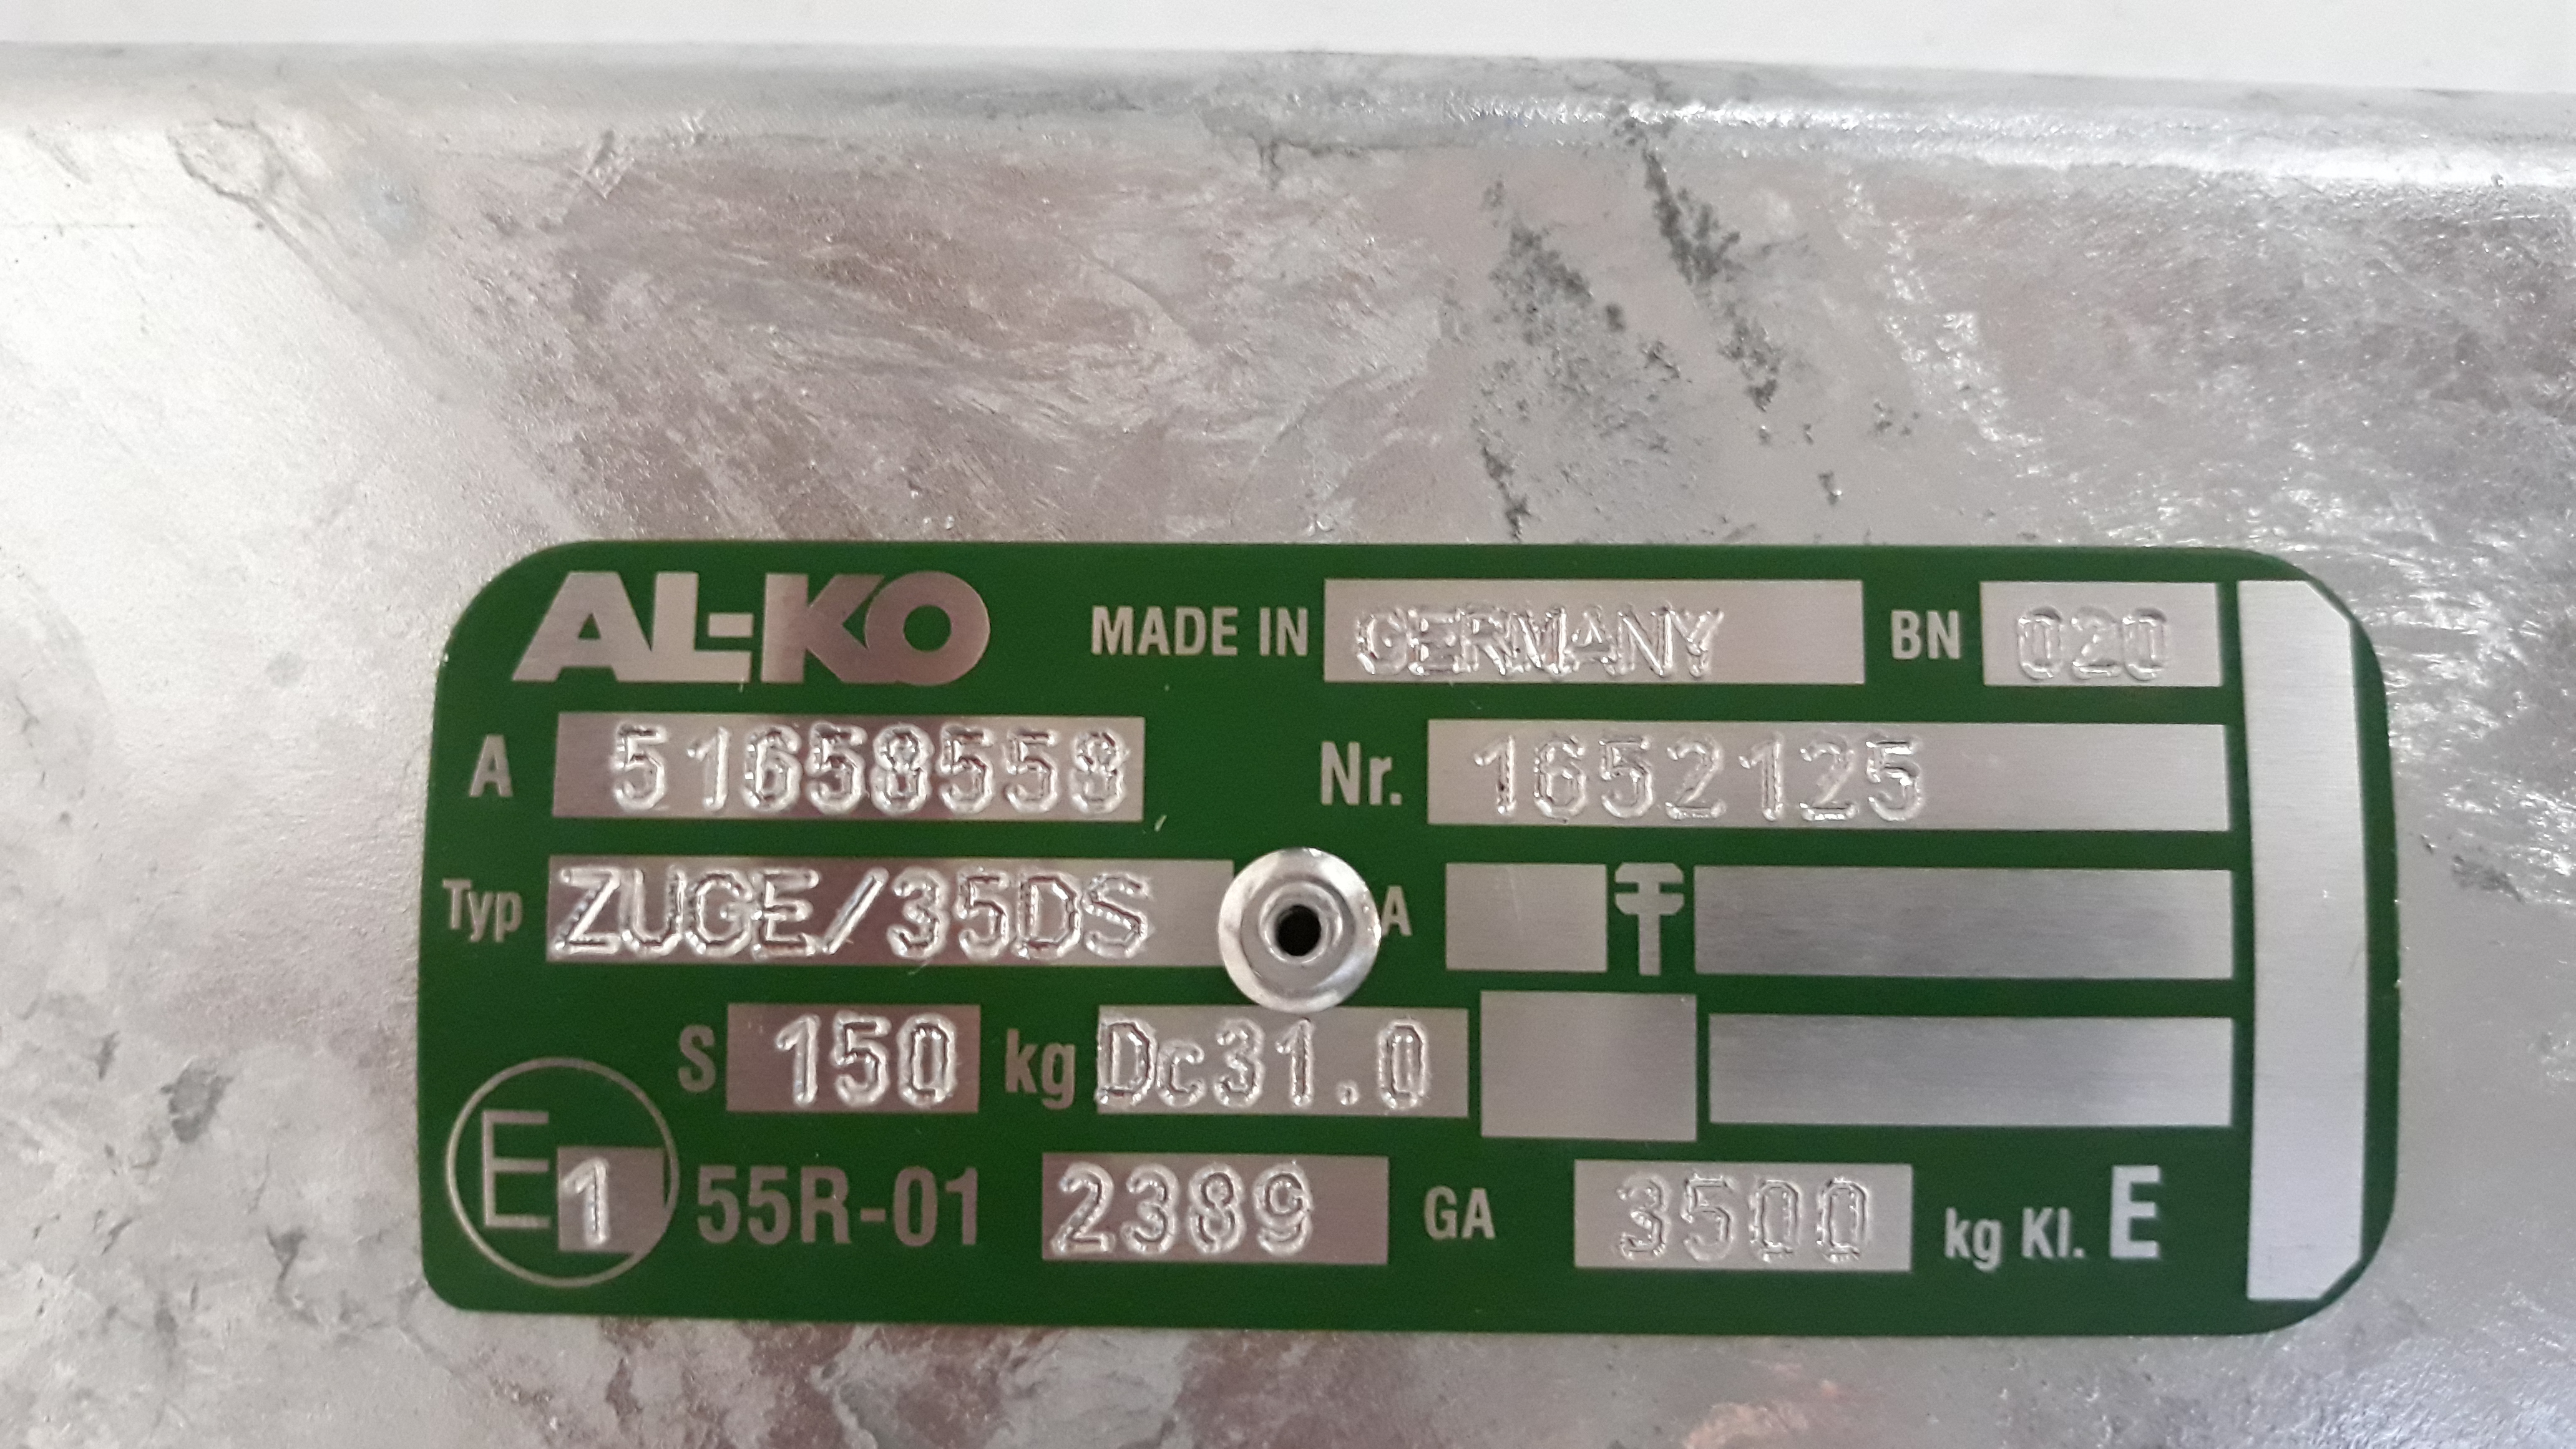 AL-KO MADE IN GERMANY BN 020
A 51658558 Nr. 1652125
Typ ZUGE/35DS A
S 150 kg Dc31.0
E1 55R-01 2389 GA 3500 kg Kl. E